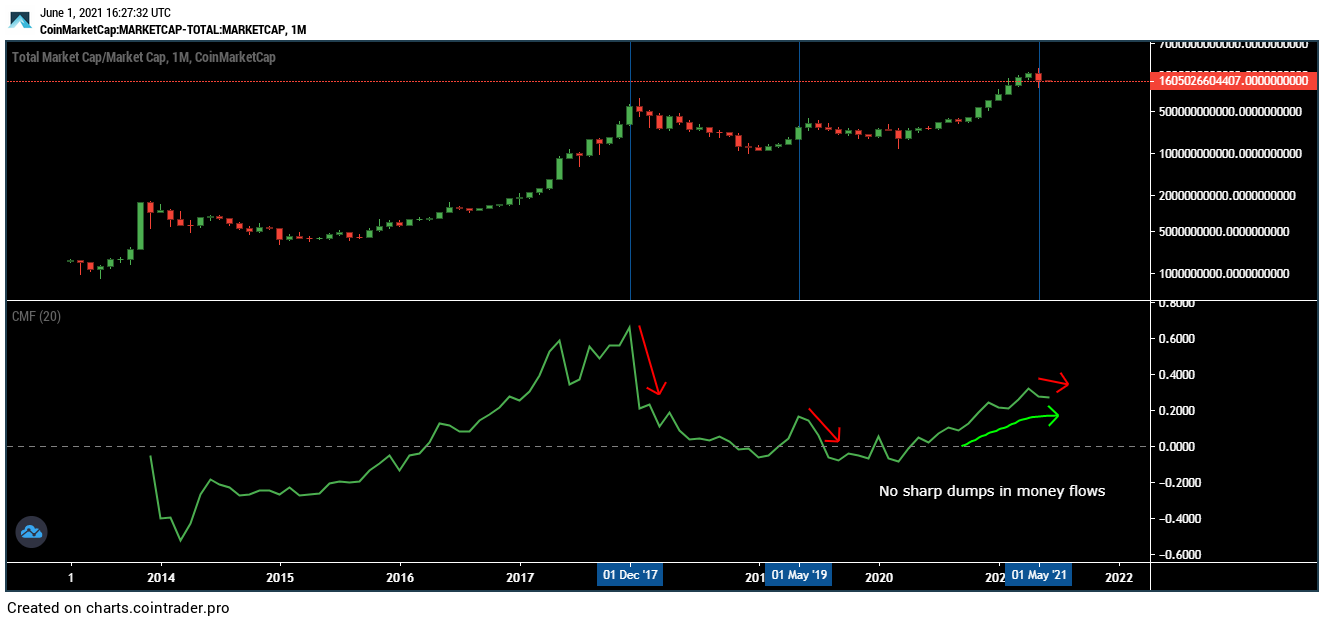 June 1, 2021 16:27:32 UTC
CoinMarketCap:MARKETCAP-TOTAL:MARKETCAP, 1M
Total Market Cap/Market Cap, 1M, CoinMarketCap
1605026604407.0000000000
500000000000.0000000000
100000000000.0000000000
20000000000.0000000000
5000000000.0000000000
1000000000.0000000000
CMF (20)
0.8000
0.6000
0.4000
0.2000
0.0000
No sharp dumps in money flows
−0.2000
−0.4000
−0.6000
1 2014 2015 2016 2017 01 Dec '17 01 May '19 2020 01 May '21 2022
Created on charts.cointrader.pro